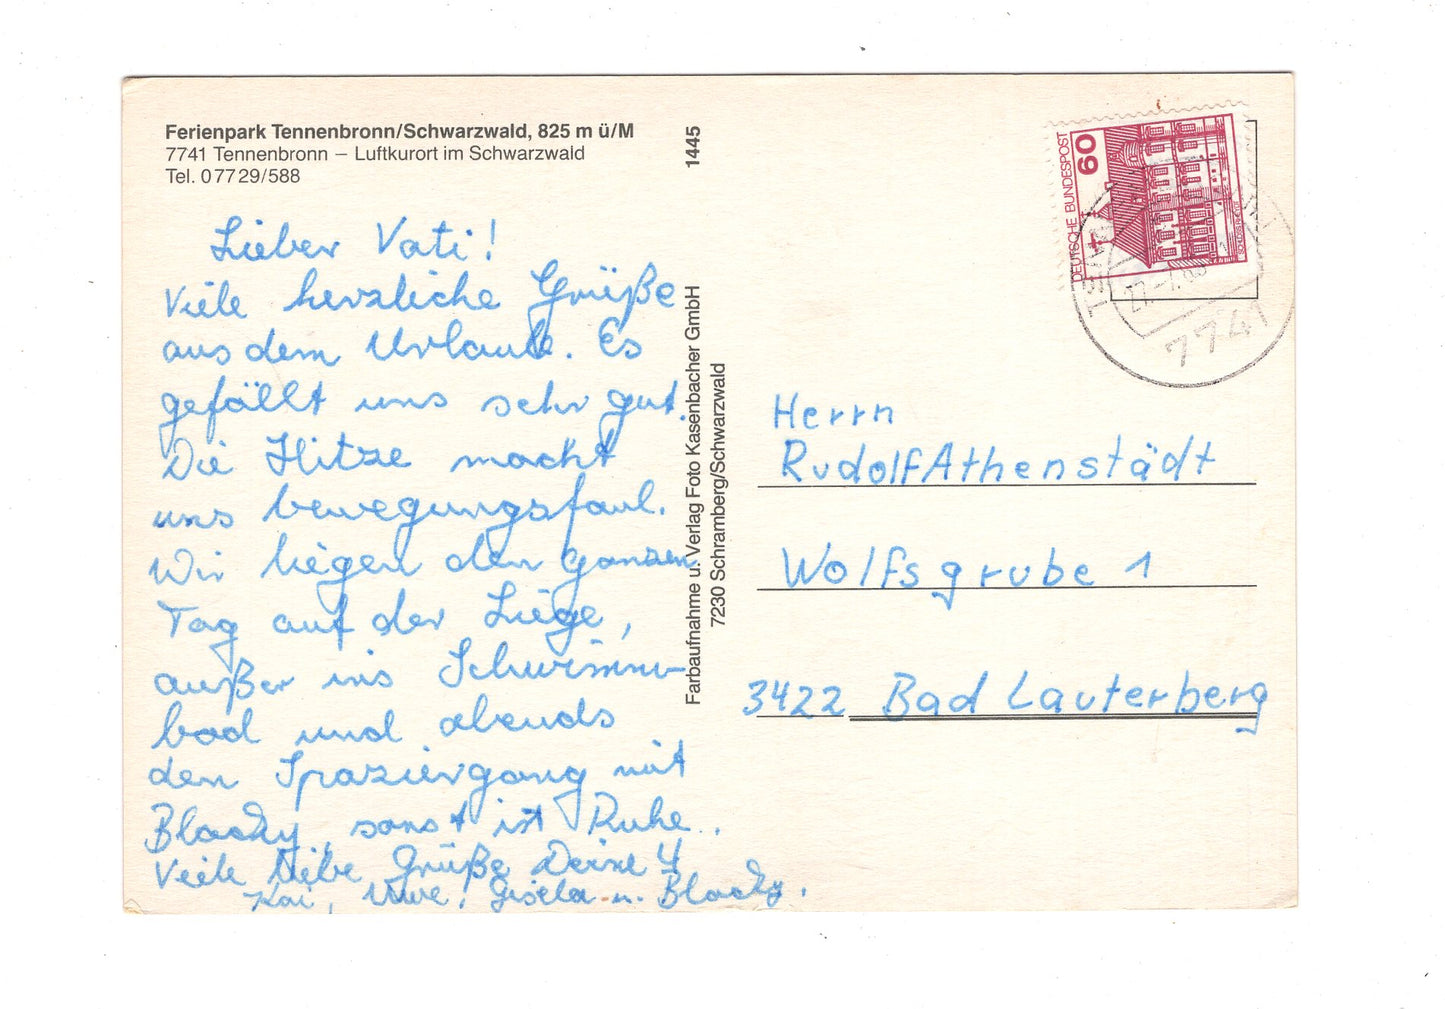 Ferienpark Tennenbronn/Schwarzwald, 825 m ü/M
7741 Tennenbronn – Luftkurort im Schwarzwald
Tel. 07729/588
Lieber Vati!
Viele herzliche Grüße
aus dem Urlaub. Es
gefällt uns sehr gut.
Die Hitze macht
uns bewegungsfaul.
Wir liegen den ganzen
Tag auf der Liege,
außer ins Schwimm-
bad und abends
den Spaziergang mit
Blacky, sonst ist Ruhe.
Viele liebe Grüße Deine 4
Kai, Uwe, Gisela u. Blacky.
1445
Farbaufnahme u. Verlag Foto Kasenbacher GmbH
7230 Schramberg/Schwarzwald
DEUTSCHE BUNDESPOST
60
7741
Herrn
Rudolf Athenstädt
Wolfsgrube 1
3422 Bad Lauterberg